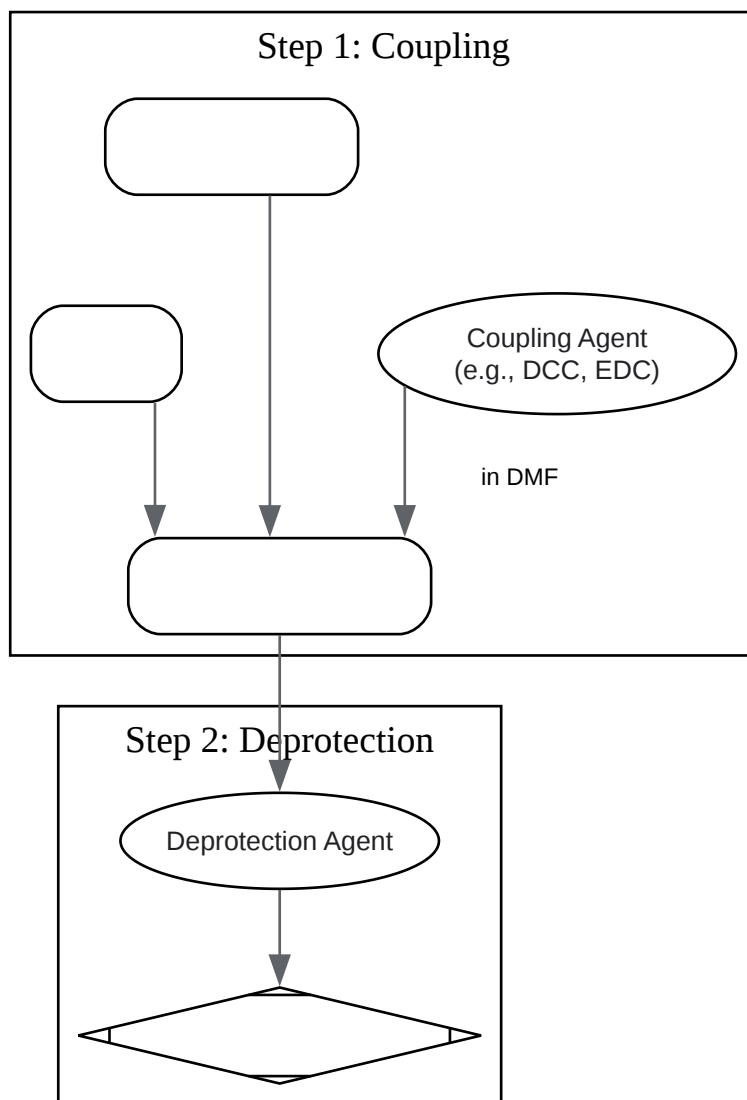 Step 1: Coupling
Coupling Agent
(e.g., DCC, EDC)
in DMF
Step 2: Deprotection
Deprotection Agent